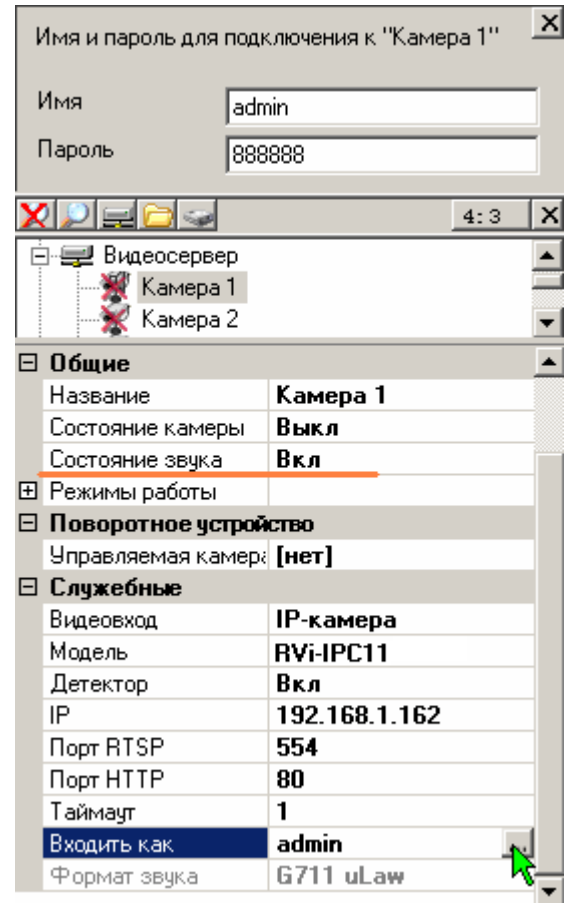 Имя и пароль для подключения к "Камера 1"
Имя admin
Пароль 888888
4:3
Видеосервер
Камера 1
Камера 2
Общие
Название Камера 1
Состояние камеры Выкл
Состояние звука Вкл
Режимы работы
Поворотное устройство
Управляемая камера [нет]
Служебные
Видеовход IP-камера
Модель RVi-IPC11
Детектор Вкл
IP 192.168.1.162
Порт RTSP 554
Порт HTTP 80
Таймаут 1
Входить как admin ...
Формат звука G711 uLaw